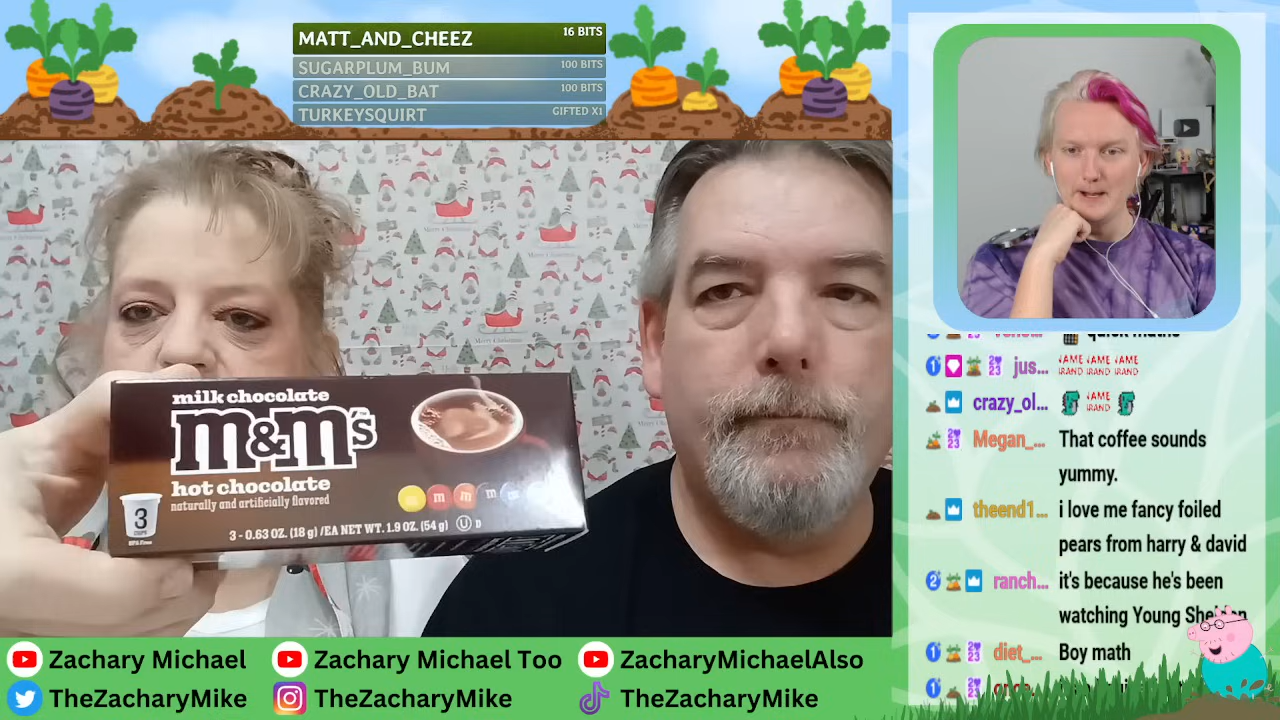 MATT_AND_CHEEZ 16 BITS
SUGARPLUM_BUM 100 BITS
CRAZY_OLD_BAT 100 BITS
TURKEYSQUIRT GIFTED X1
milk chocolate
m&m's
hot chocolate
naturally and artificially flavored
3
3 - 0.63 OZ. (18 g) /EA NET WT. 1.9 OZ. (54 g) U D
m m m
quick maths
jus...
crazy_ol...
Megan_... That coffee sounds
yummy.
theend1... i love me fancy foiled
pears from harry & david
ranch... it's because he's been
watching Young Sheldon
diet_... Boy math
Zachary Michael
Zachary Michael Too
ZacharyMichaelAlso
TheZacharyMike
TheZacharyMike
TheZacharyMike